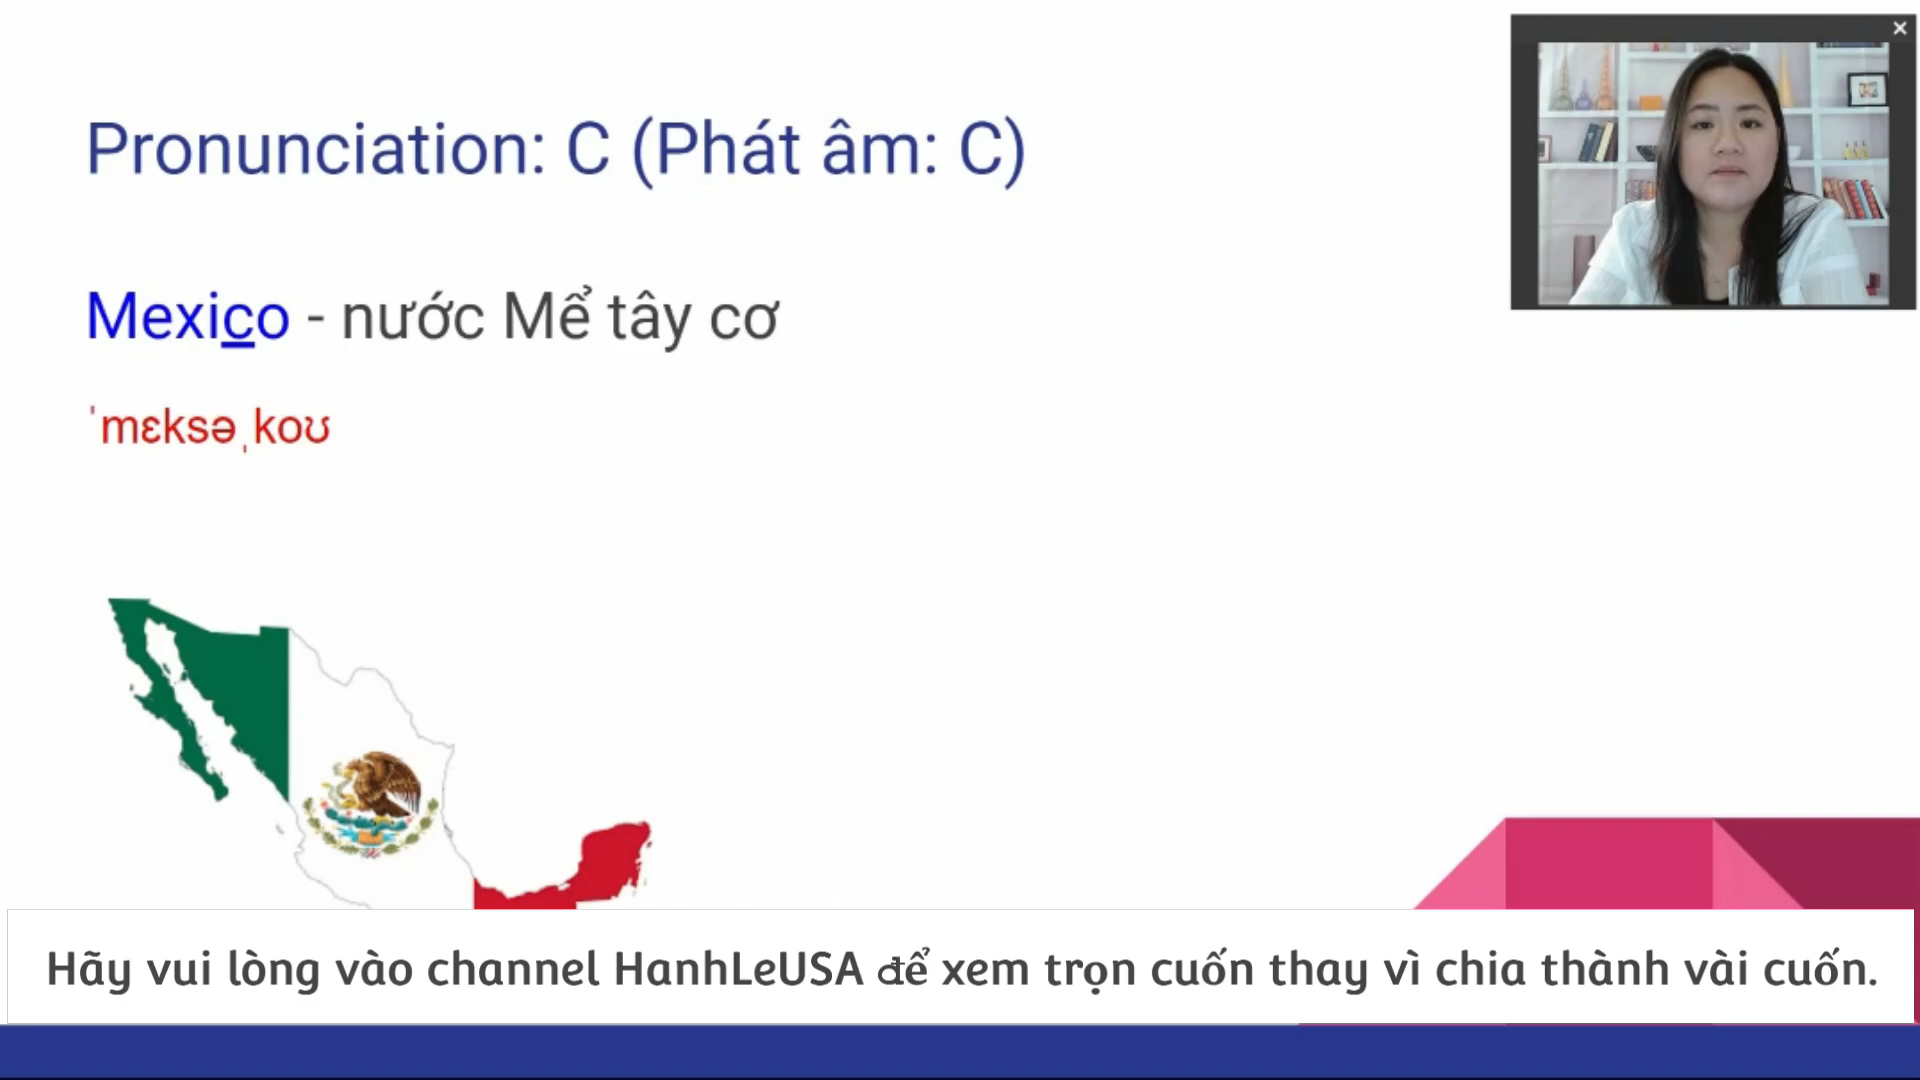 Pronunciation: C (Phát âm: C)
Mexico - nước Mể tây cơ
ˈmɛksəˌkoʊ
Hãy vui lòng vào channel HanhLeUSA để xem trọn cuốn thay vì chia thành vài cuốn.